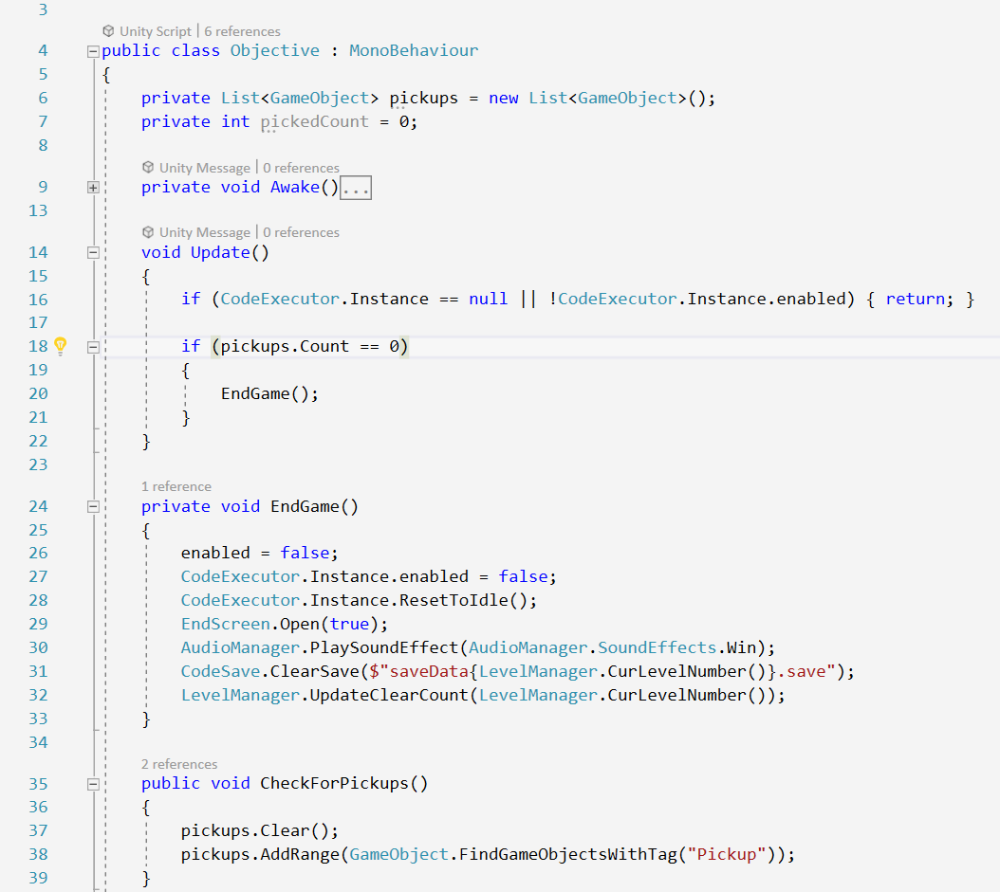 3
Unity Script | 6 references
4 public class Objective : MonoBehaviour
5 {
6 private List<GameObject> pickups = new List<GameObject>();
7 private int pickedCount = 0;
8
Unity Message | 0 references
9 private void Awake()...
13
Unity Message | 0 references
14 void Update()
15 {
16 if (CodeExecutor.Instance == null || !CodeExecutor.Instance.enabled) { return; }
17
18 if (pickups.Count == 0)
19 {
20 EndGame();
21 }
22 }
23
1 reference
24 private void EndGame()
25 {
26 enabled = false;
27 CodeExecutor.Instance.enabled = false;
28 CodeExecutor.Instance.ResetToIdle();
29 EndScreen.Open(true);
30 AudioManager.PlaySoundEffect(AudioManager.SoundEffects.Win);
31 CodeSave.ClearSave($"saveData{LevelManager.CurLevelNumber()}.save");
32 LevelManager.UpdateClearCount(LevelManager.CurLevelNumber());
33 }
34
2 references
35 public void CheckForPickups()
36 {
37 pickups.Clear();
38 pickups.AddRange(GameObject.FindGameObjectsWithTag("Pickup"));
39 }